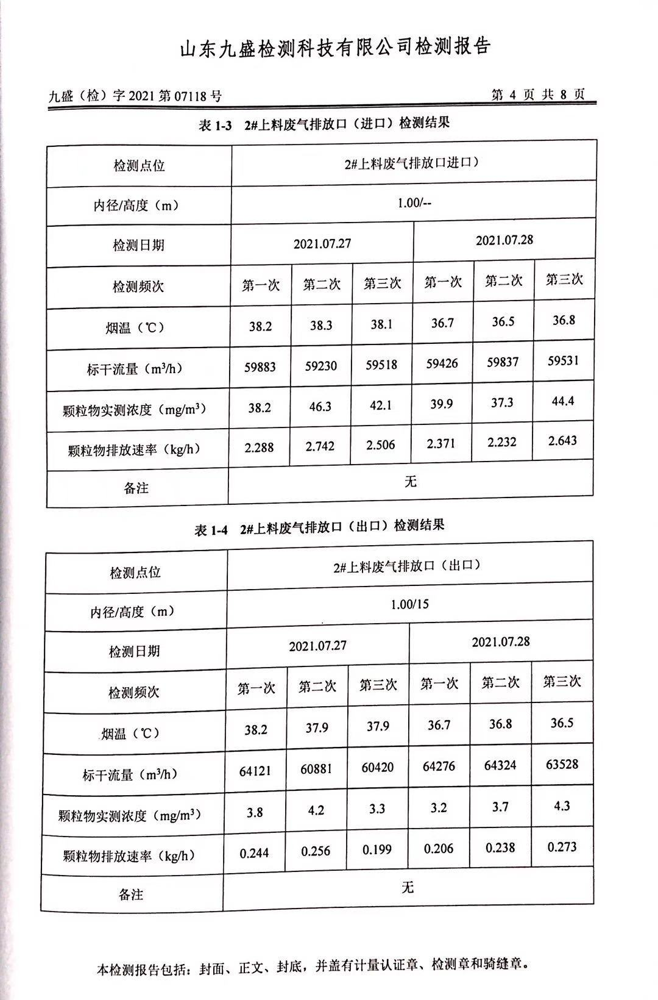 山东九盛检测科技有限公司检测报告
九盛（检）字 2021 第 07118 号 第 4 页 共 8 页
表 1-3 2#上料废气排放口（进口）检测结果
检测点位 2#上料废气排放口进口）
内径/高度（m） 1.00/--
检测日期 2021.07.27 2021.07.28
检测频次 第一次 第二次 第三次 第一次 第二次 第三次
烟温（℃） 38.2 38.3 38.1 36.7 36.5 36.8
标干流量（m³/h） 59883 59230 59518 59426 59837 59531
颗粒物实测浓度（mg/m³） 38.2 46.3 42.1 39.9 37.3 44.4
颗粒物排放速率（kg/h） 2.288 2.742 2.506 2.371 2.232 2.643
备注 无
表 1-4 2#上料废气排放口（出口）检测结果
检测点位 2#上料废气排放口（出口）
内径/高度（m） 1.00/15
检测日期 2021.07.27 2021.07.28
检测频次 第一次 第二次 第三次 第一次 第二次 第三次
烟温（℃） 38.2 37.9 37.9 36.7 36.8 36.5
标干流量（m³/h） 64121 60881 60420 64276 64324 63528
颗粒物实测浓度（mg/m³） 3.8 4.2 3.3 3.2 3.7 4.3
颗粒物排放速率（kg/h） 0.244 0.256 0.199 0.206 0.238 0.273
备注 无
本检测报告包括：封面、正文、封底，并盖有计量认证章、检测章和骑缝章。